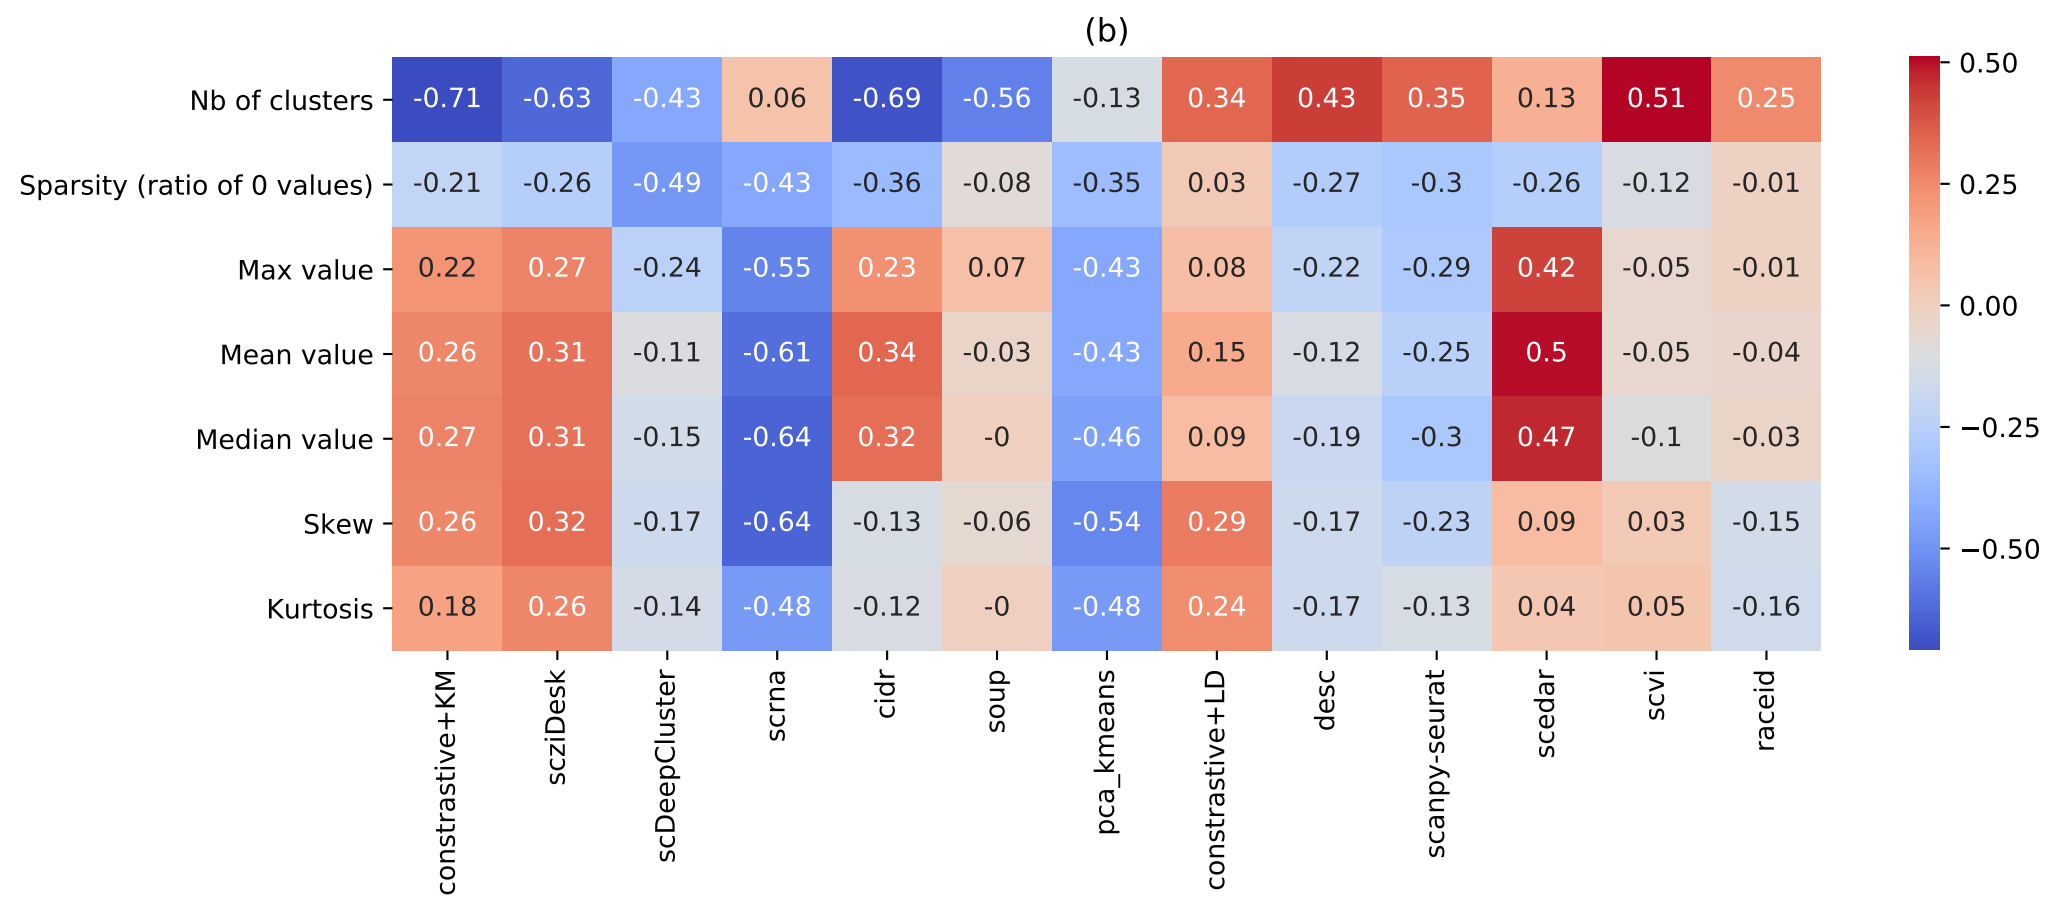 (b)
Nb of clusters -0.71 -0.63 -0.43 0.06 -0.69 -0.56 -0.13 0.34 0.43 0.35 0.13 0.51 0.25
Sparsity (ratio of 0 values) -0.21 -0.26 -0.49 -0.43 -0.36 -0.08 -0.35 0.03 -0.27 -0.3 -0.26 -0.12 -0.01
Max value 0.22 0.27 -0.24 -0.55 0.23 0.07 -0.43 0.08 -0.22 -0.29 0.42 -0.05 -0.01
Mean value 0.26 0.31 -0.11 -0.61 0.34 -0.03 -0.43 0.15 -0.12 -0.25 0.5 -0.05 -0.04
Median value 0.27 0.31 -0.15 -0.64 0.32 -0 -0.46 0.09 -0.19 -0.3 0.47 -0.1 -0.03
Skew 0.26 0.32 -0.17 -0.64 -0.13 -0.06 -0.54 0.29 -0.17 -0.23 0.09 0.03 -0.15
Kurtosis 0.18 0.26 -0.14 -0.48 -0.12 -0 -0.48 0.24 -0.17 -0.13 0.04 0.05 -0.16
constrastive+KM
scziDesk
scDeepCluster
scrna
cidr
soup
pca_kmeans
constrastive+LD
desc
scanpy-seurat
scedar
scvi
raceid
0.50
0.25
0.00
−0.25
−0.50